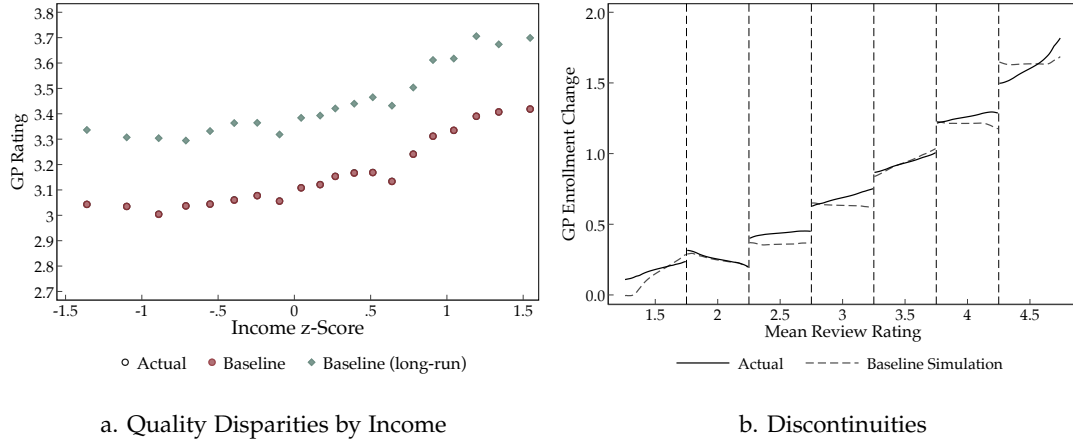 3.8
3.7
3.6
3.5
3.4
3.3
3.2
3.1
3
2.9
2.8
2.7
GP Rating
-1.5 -1 -.5 0 .5 1 1.5
Income z-Score
Actual Baseline Baseline (long-run)
a. Quality Disparities by Income
2.0
1.5
1.0
0.5
0.0
GP Enrollment Change
1.5 2 2.5 3 3.5 4 4.5
Mean Review Rating
Actual Baseline Simulation
b. Discontinuities